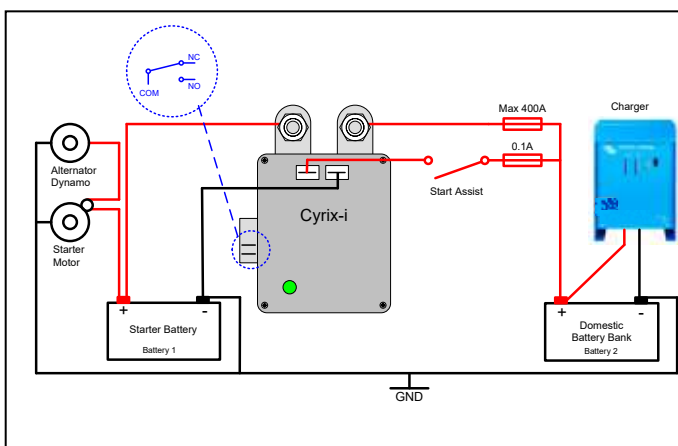 NC
COM
NO
Max 400A
Charger
0.1A
Alternator
Dynamo
Start Assist
Cyrix-i
Starter
Motor
+ -
Starter Battery
Battery 1
+ -
Domestic
Battery Bank
Battery 2
GND